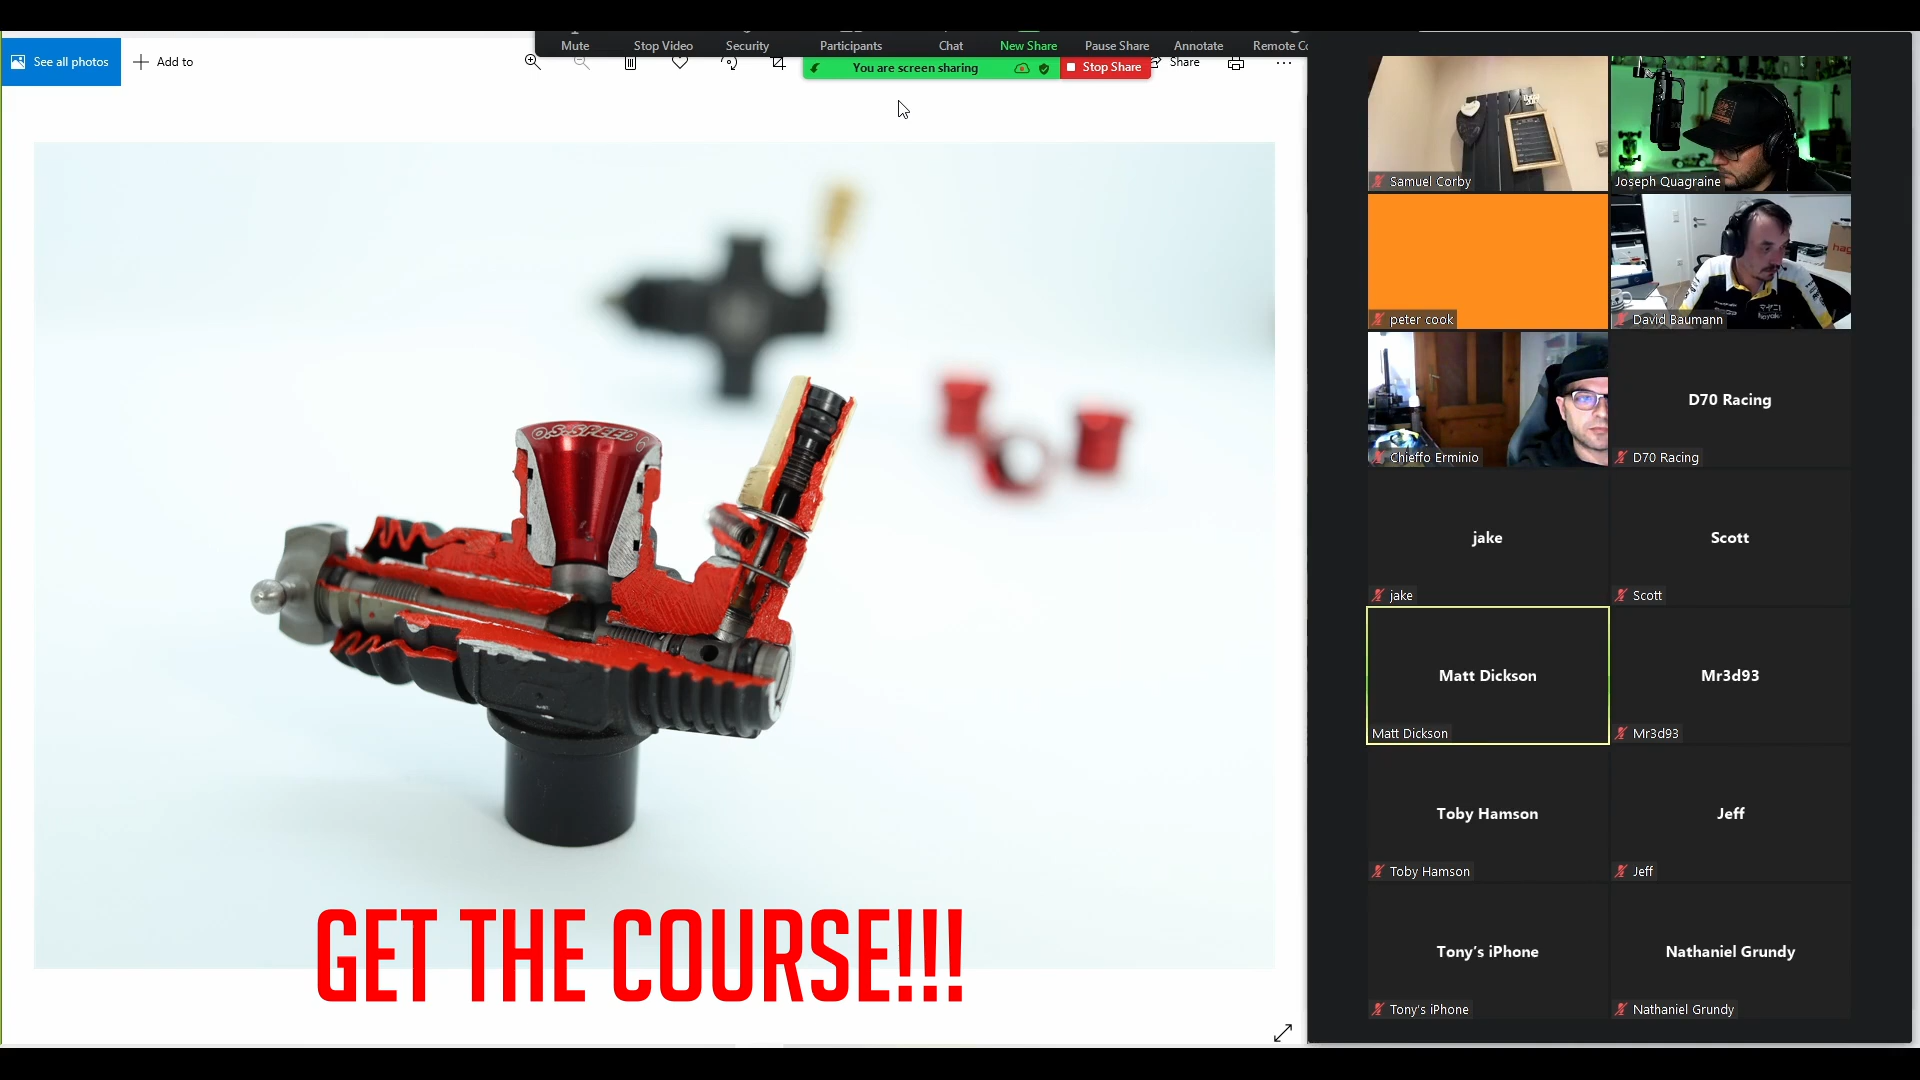 Mute
Stop Video
Security
Participants
Chat
New Share
Pause Share
Annotate
Remote Co
See all photos
Add to
You are screen sharing
Stop Share
Share
O.S.SPEED
GET THE COURSE!!!
Samuel Corby
Joseph Quagraine
peter cook
David Baumann
Chieffo Erminio
D70 Racing
D70 Racing
jake
Scott
jake
Scott
Matt Dickson
Mr3d93
Matt Dickson
Mr3d93
Toby Hamson
Jeff
Toby Hamson
Jeff
Tony's iPhone
Nathaniel Grundy
Tony's iPhone
Nathaniel Grundy